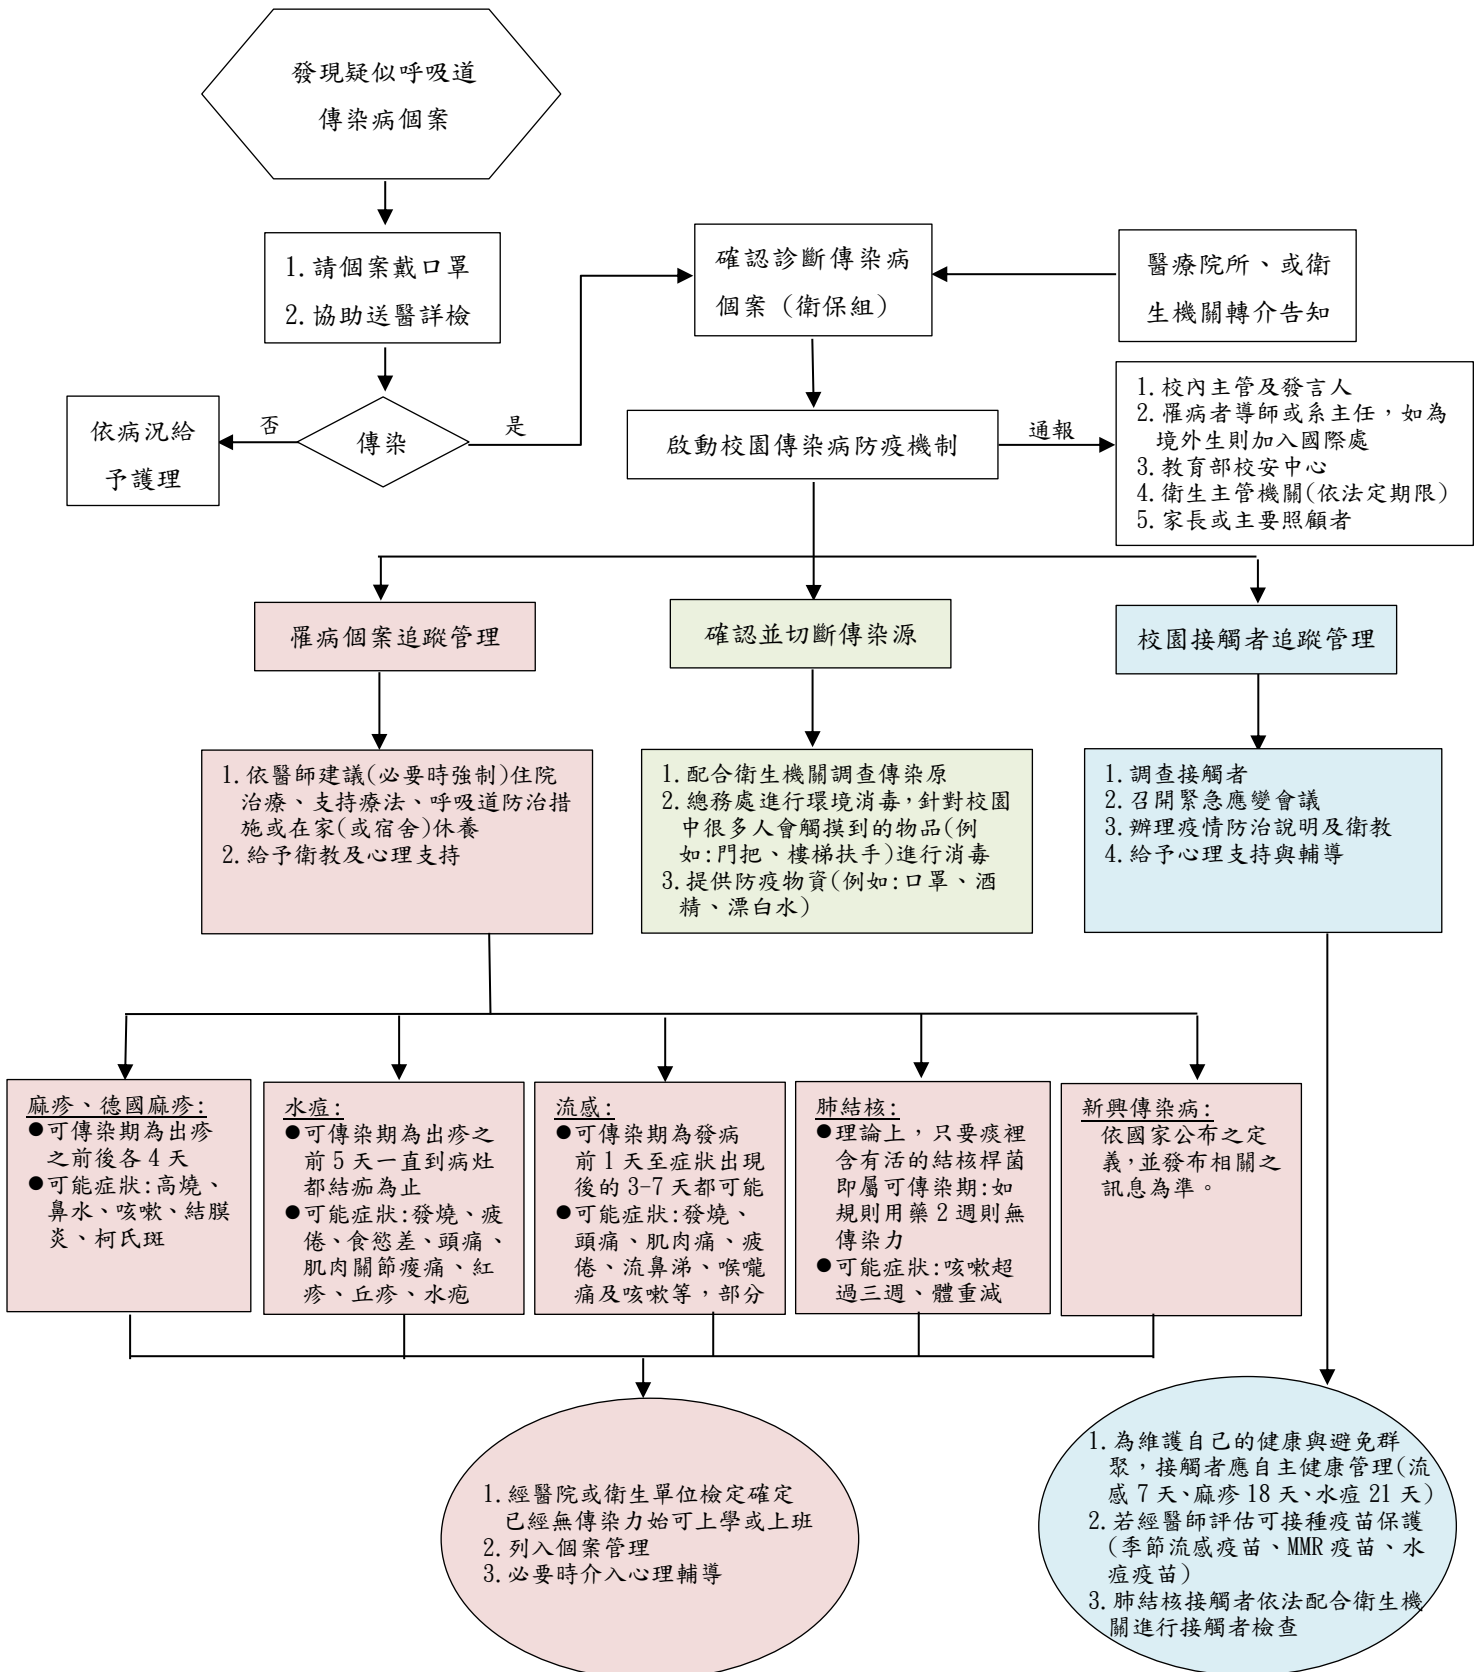 發現疑似呼吸道
傳染病個案
1.請個案戴口罩
2.協助送醫詳檢
確認診斷傳染病
個案（衛保組）
醫療院所、或衛
生機關轉介告知
依病況給
予護理
否
傳染
是
啟動校園傳染病防疫機制
通報
1.校內主管及發言人
2.罹病者導師或系主任，如為
境外生則加入國際處
3.教育部校安中心
4.衛生主管機關(依法定期限)
5.家長或主要照顧者
罹病個案追蹤管理
確認並切斷傳染源
校園接觸者追蹤管理
1.依醫師建議(必要時強制)住院
治療、支持療法、呼吸道防治措
施或在家(或宿舍)休養
2.給予衛教及心理支持
1.配合衛生機關調查傳染原
2.總務處進行環境消毒，針對校園
中很多人會觸摸到的物品(例
如:門把、樓梯扶手)進行消毒
3.提供防疫物資(例如:口罩、酒
精、漂白水)
1.調查接觸者
2.召開緊急應變會議
3.辦理疫情防治說明及衛教
4.給予心理支持與輔導
麻疹、德國麻疹:
●可傳染期為出疹
之前後各 4 天
●可能症狀:高燒、
鼻水、咳嗽、結膜
炎、柯氏斑
水痘:
●可傳染期為出疹之
前 5 天一直到病灶
都結痂為止
●可能症狀:發燒、疲
倦、食慾差、頭痛、
肌肉關節痠痛、紅
疹、丘疹、水疱
流感:
●可傳染期為發病
前 1 天至症狀出現
後的 3-7 天都可能
●可能症狀:發燒、
頭痛、肌肉痛、疲
倦、流鼻涕、喉嚨
痛及咳嗽等，部分
肺結核:
●理論上，只要痰裡
含有活的結核桿菌
即屬可傳染期:如
規則用藥 2 週則無
傳染力
●可能症狀:咳嗽超
過三週、體重減
新興傳染病:
依國家公布之定
義，並發布相關之
訊息為準。
1.經醫院或衛生單位檢定確定
已經無傳染力始可上學或上班
2.列入個案管理
3.必要時介入心理輔導
1.為維護自己的健康與避免群
聚，接觸者應自主健康管理(流
感 7 天、麻疹 18 天、水痘 21 天)
2.若經醫師評估可接種疫苗保護
(季節流感疫苗、MMR 疫苗、水
痘疫苗)
3.肺結核接觸者依法配合衛生機
關進行接觸者檢查